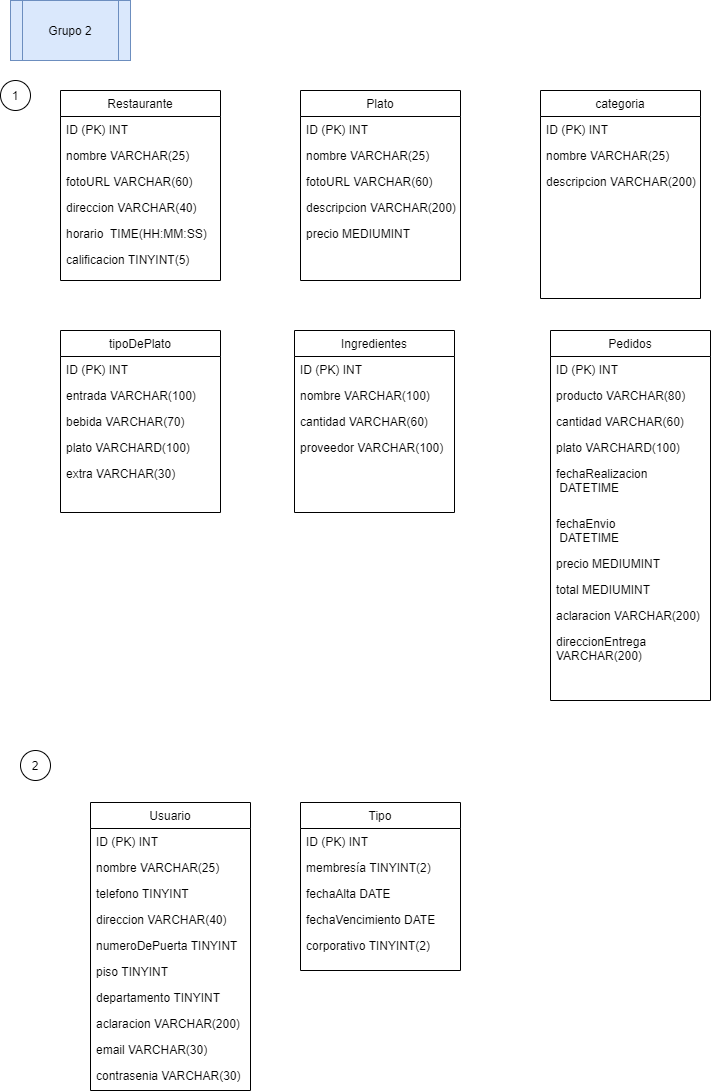 Grupo 2
1
Restaurante
ID (PK) INT
nombre VARCHAR(25)
fotoURL VARCHAR(60)
direccion VARCHAR(40)
horario  TIME(HH:MM:SS)
calificacion TINYINT(5)
Plato
ID (PK) INT
nombre VARCHAR(25)
fotoURL VARCHAR(60)
descripcion VARCHAR(200)
precio MEDIUMINT
categoria
ID (PK) INT
nombre VARCHAR(25)
descripcion VARCHAR(200)
tipoDePlato
ID (PK) INT
entrada VARCHAR(100)
bebida VARCHAR(70)
plato VARCHARD(100)
extra VARCHAR(30)
Ingredientes
ID (PK) INT
nombre VARCHAR(100)
cantidad VARCHAR(60)
proveedor VARCHAR(100)
Pedidos
ID (PK) INT
producto VARCHAR(80)
cantidad VARCHAR(60)
plato VARCHARD(100)
fechaRealizacion
DATETIME
fechaEnvio
DATETIME
precio MEDIUMINT
total MEDIUMINT
aclaracion VARCHAR(200)
direccionEntrega
VARCHAR(200)
2
Usuario
ID (PK) INT
nombre VARCHAR(25)
telefono TINYINT
direccion VARCHAR(40)
numeroDePuerta TINYINT
piso TINYINT
departamento TINYINT
aclaracion VARCHAR(200)
email VARCHAR(30)
contrasenia VARCHAR(30)
Tipo
ID (PK) INT
membresía TINYINT(2)
fechaAlta DATE
fechaVencimiento DATE
corporativo TINYINT(2)